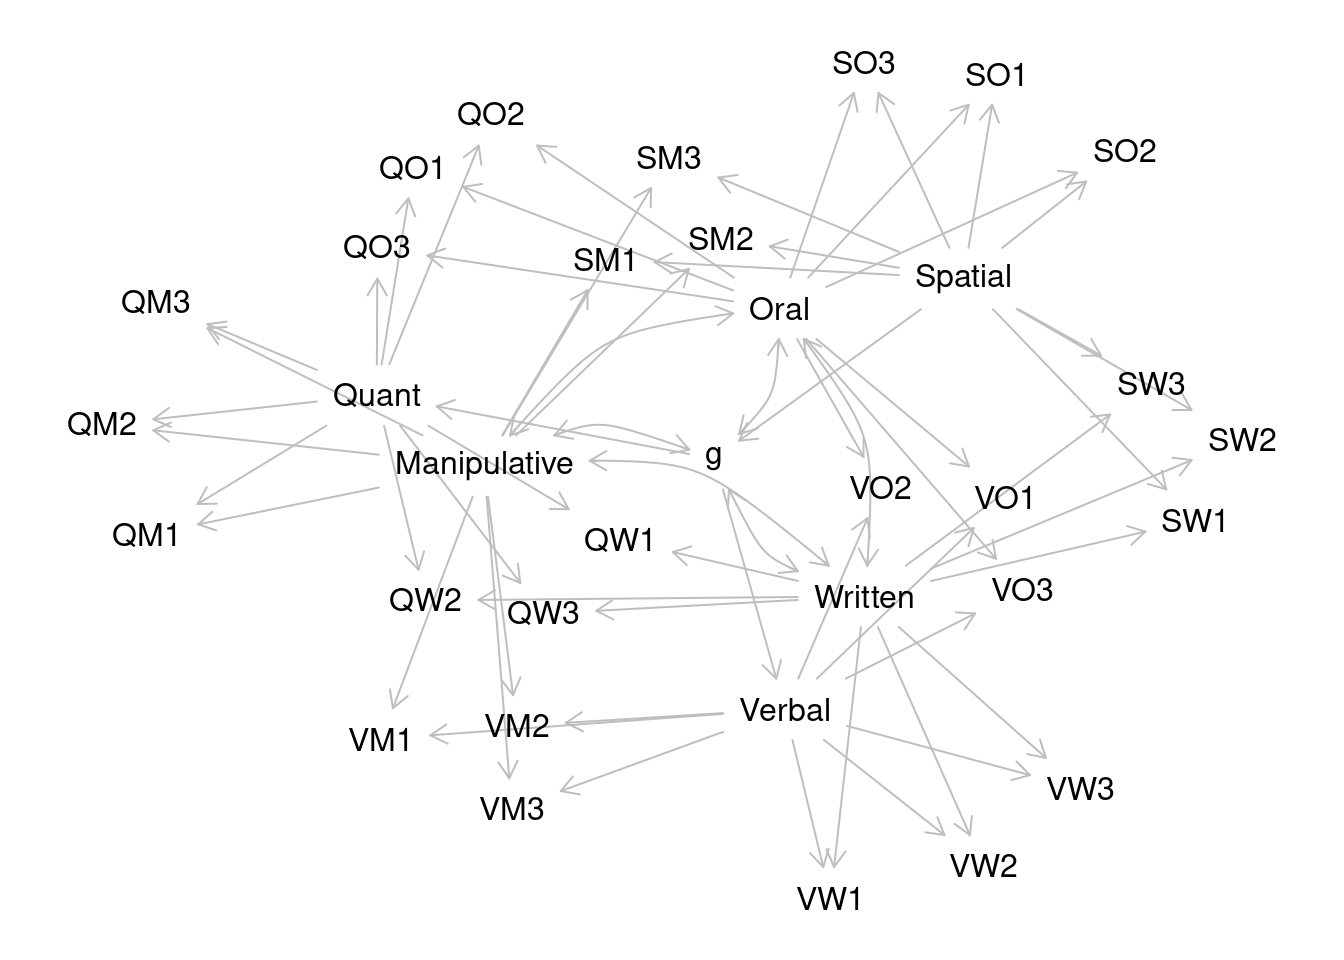 SO3
SO1
QO2
SO2
SM3
QO1
SM2
QO3
SM1
Spatial
QM3
Oral
SW3
Quant
QM2
SW2
g
Manipulative
VO2
VO1
SW1
QM1
QW1
VO3
Written
QW2
QW3
Verbal
VM2
VM1
VW3
VM3
VW2
VW1